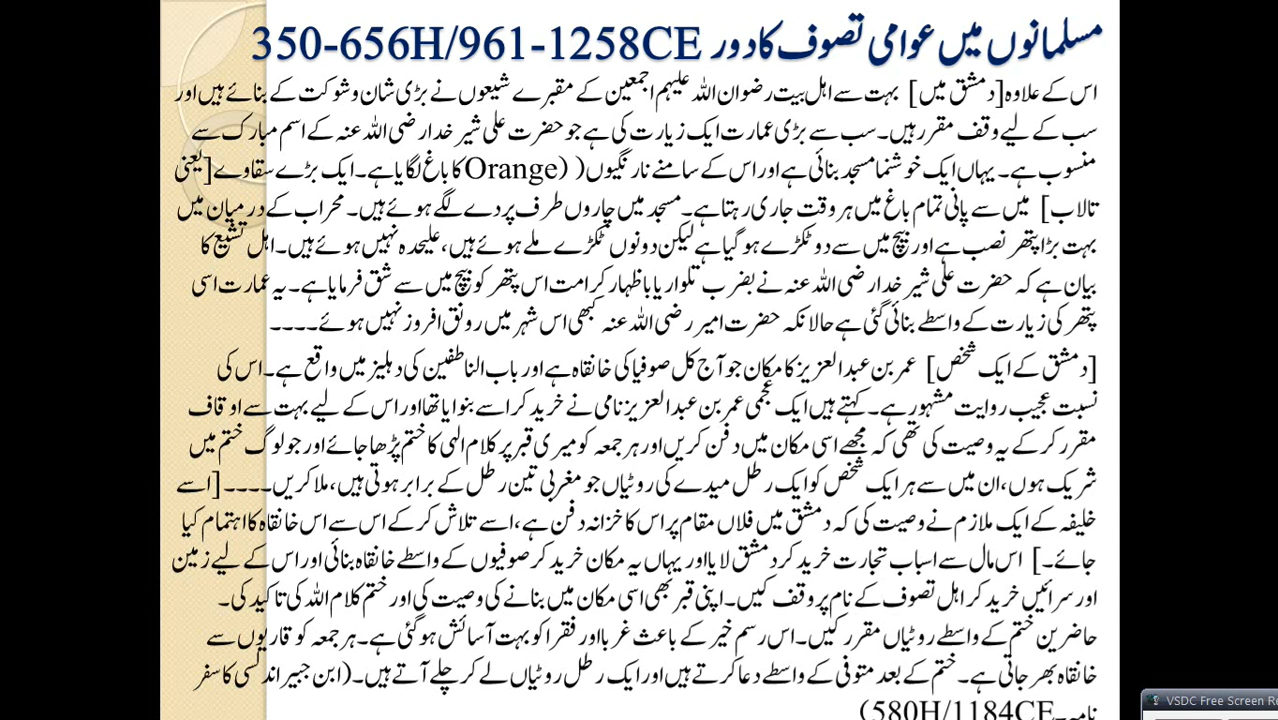 مسلمانوں میں عوامی تصوف کا دور 350-656H/961-1258CE
اس کے علاوہ [دمشق میں] بہت سے اہل بیت رضوان اللہ علیہم اجمعین کے مقبرے شیعوں نے بڑی شان و شوکت کے بنائے ہیں اور
سب کے لیے وقف مقرر ہیں۔ سب سے بڑی عمارت ایک زیارت کی ہے جو حضرت علی شیر خدا رضی اللہ عنہ کے اسم مبارک سے
منسوب ہے۔ یہاں ایک خوشنما مسجد بنائی ہے اور اس کے سامنے نارنگیوں( (Orange کا باغ لگایا ہے۔ ایک بڑے سقاوے [یعنی
تالاب] میں سے پانی تمام باغ میں ہر وقت جاری رہتا ہے۔ مسجد میں چاروں طرف پردے لگے ہوئے ہیں۔ محراب کے درمیان میں
بہت بڑا پتھر نصب ہے اور بیچ میں سے دو ٹکڑے ہو گیا ہے لیکن دونوں ٹکڑے ملے ہوئے ہیں، علیحدہ نہیں ہوئے ہیں۔ اہل تشیع کا
بیان ہے کہ حضرت علی شیر خدا رضی اللہ عنہ نے بضرب تلوار یا باظہار کرامت اس پتھر کو بیچ میں سے شق فرمایا ہے۔ یہ عمارت اسی
پتھر کی زیارت کے واسطے بنائی گئی ہے حالانکہ حضرت امیر رضی اللہ عنہ کبھی اس شہر میں رونق افروز نہیں ہوئے۔۔۔۔
[دمشق کے ایک شخص] عمر بن عبد العزیز کا مکان جو آج کل صوفیا کی خانقاہ ہے اور باب الناطفین کی دہلیز میں واقع ہے۔ اس کی
نسبت عجیب روایت مشہور ہے۔ کہتے ہیں ایک عجمی عمر بن عبد العزیز نامی نے خرید کر اسے بنوایا تھا اور اس کے لیے بہت سے اوقاف
مقرر کر کے یہ وصیت کی تھی کہ مجھے اسی مکان میں دفن کریں اور ہر جمعہ کو میری قبر پر کلام الہی کا ختم پڑھا جائے اور جو لوگ ختم میں
شریک ہوں، ان میں سے ہر ایک شخص کو ایک رطل میدے کی روٹیاں جو مغربی تین رطل کے برابر ہوتی ہیں، ملا کریں۔۔۔۔ [اسے
خلیفہ کے ایک ملازم نے وصیت کی کہ دمشق میں فلاں مقام پر اس کا خزانہ دفن ہے، اسے تلاش کر کے اس سے اس خانقاہ کا اہتمام کیا
جائے۔] اس مال سے اسباب تجارت خرید کر دمشق لایا اور یہاں یہ مکان خرید کر صوفیوں کے واسطے خانقاہ بنائی اور اس کے لیے زمین
اور سرائیں خرید کر اہل تصوف کے نام پر وقف کیں۔ اپنی قبر بھی اسی مکان میں بنانے کی وصیت کی اور ختم کلام اللہ کی تاکید کی۔
حاضرین ختم کے واسطے روٹیاں مقرر کیں۔ اس رسم خیر کے باعث غربا اور فقرا کو بہت آسائش ہو گئی ہے۔ ہر جمعہ کو قاریوں سے
خانقاہ بھر جاتی ہے۔ ختم کے بعد متوفی کے واسطے دعا کرتے ہیں اور ایک رطل روٹیاں لے کر چلے آتے ہیں۔ (ابن جبیر اندلسی کا سفر
نامہ۔ 580H/1184CE)
VSDC Free Screen Re